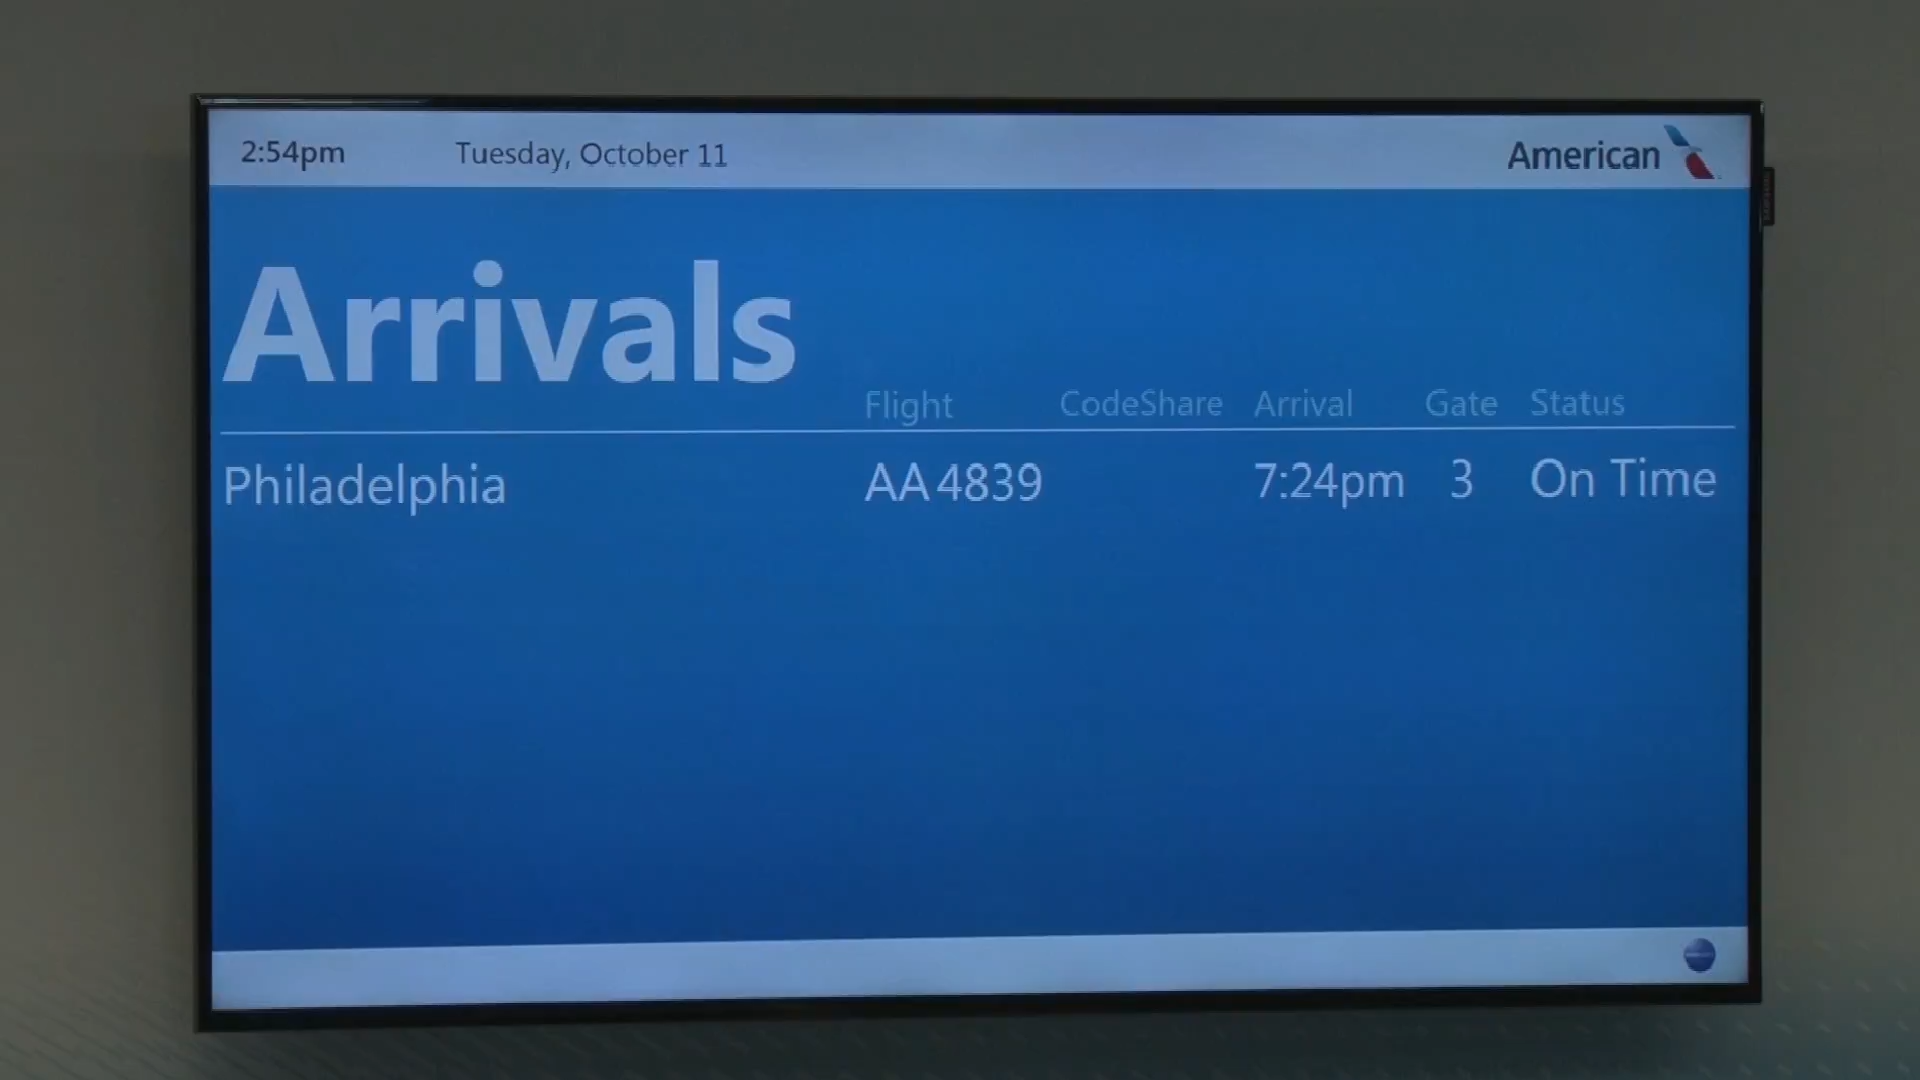 2:54pm Tuesday, October 11 American
Arrivals
Flight CodeShare Arrival Gate Status
Philadelphia AA 4839 7:24pm 3 On Time